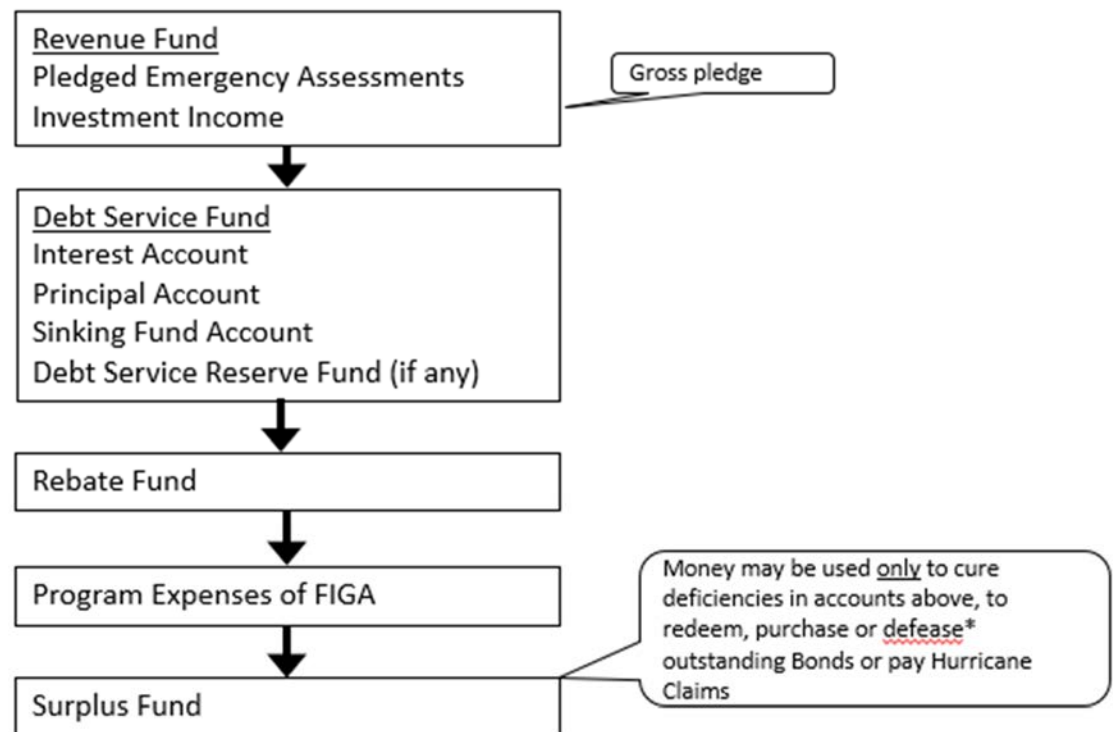 Revenue Fund
Pledged Emergency Assessments
Investment Income
Gross pledge
Debt Service Fund
Interest Account
Principal Account
Sinking Fund Account
Debt Service Reserve Fund (if any)
Rebate Fund
Program Expenses of FIGA
Money may be used only to cure
deficiencies in accounts above, to
redeem, purchase or defease*
outstanding Bonds or pay Hurricane
Claims
Surplus Fund